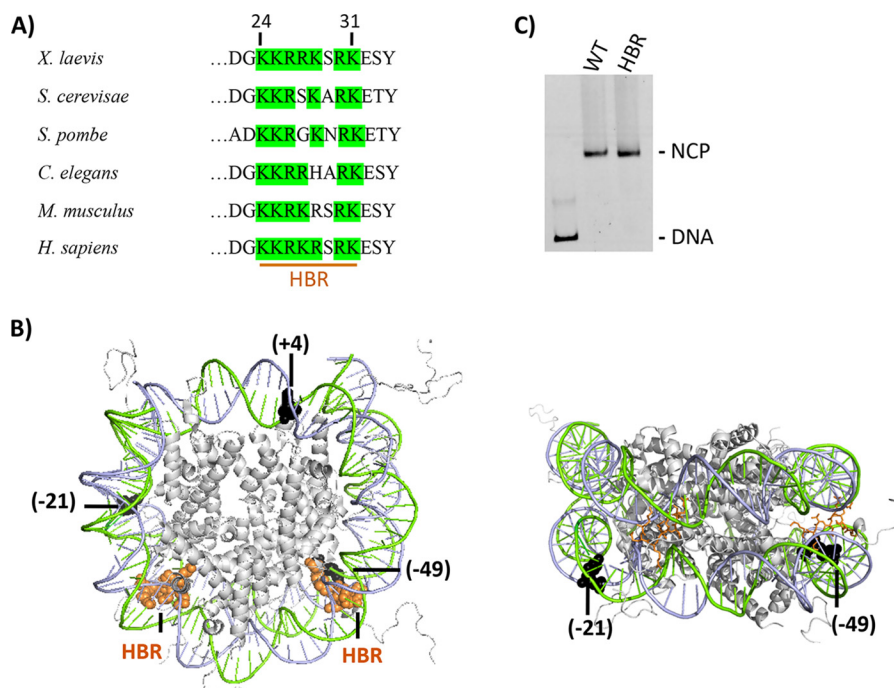 A)
24 31
X. laevis …DGKKRRKSRKESY
S. cerevisae …DGKKRSKARKETY
S. pombe …ADKKRGKNRKETY
C. elegans …DGKKRRHARKESY
M. musculus …DGKKRKRSRKESY
H. sapiens …DGKKRKRSRKESY
HBR
C)
WT HBR
- NCP
- DNA
B)
(+4)
(-21)
(-49)
HBR HBR
(-21)
(-49)